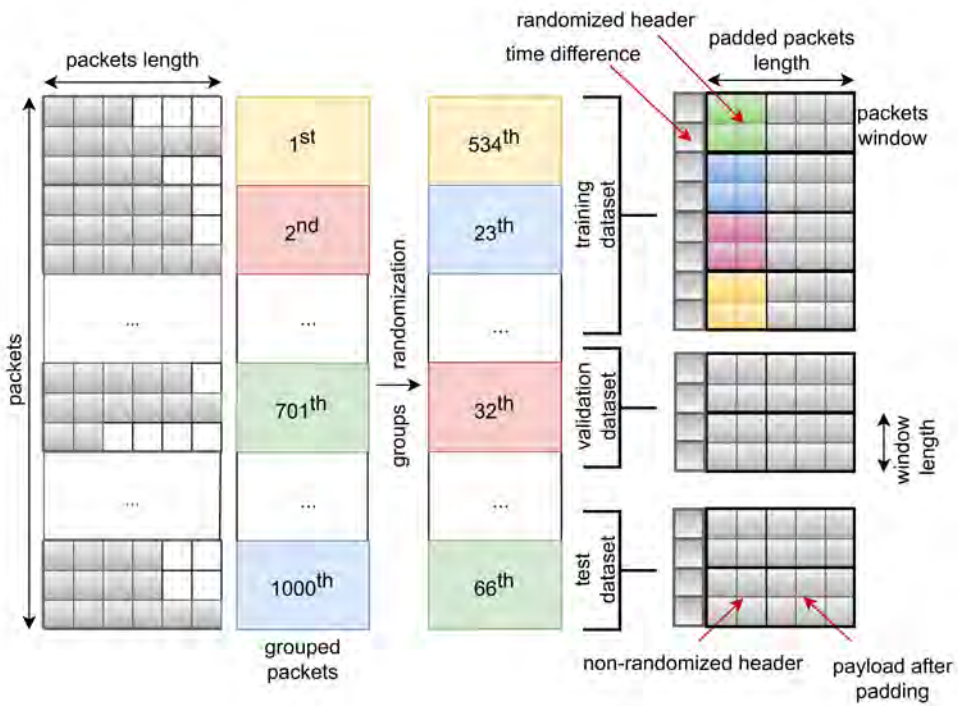 randomized header
time difference
packets length
padded packets
length
packets
window
packets
1st
2nd
...
...
701th
...
...
1000th
grouped
packets
groups randomization
534th
23th
...
32th
...
66th
training
dataset
validation
dataset
test
dataset
window
length
non-randomized header
payload after
padding